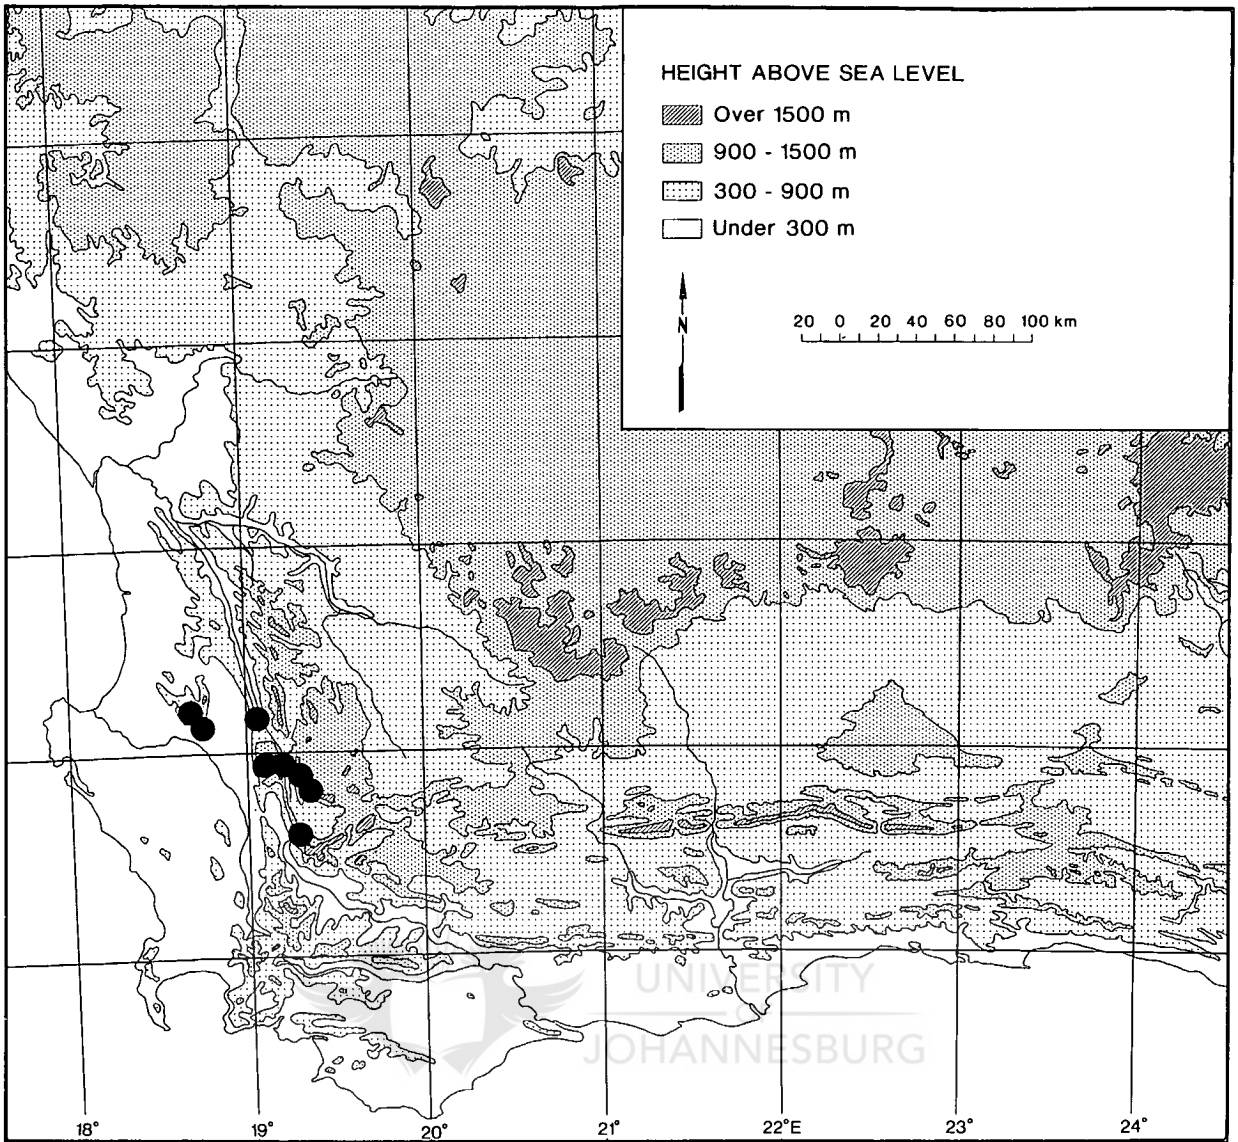 HEIGHT ABOVE SEA LEVEL
Over 1500 m
900 - 1500 m
300 - 900 m
Under 300 m
N
20 0 20 40 60 80 100 km
UNIVERSITY
OF
JOHANNESBURG
18° 19° 20° 21° 22°E 23° 24°